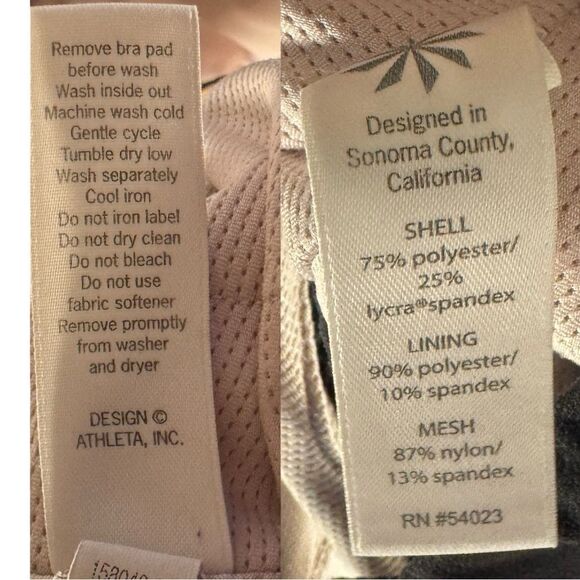 Remove bra pad
before wash
Wash inside out
Machine wash cold
Gentle cycle
Tumble dry low
Wash separately
Cool iron
Do not iron label
Do not dry clean
Do not bleach
Do not use
fabric softener
Remove promptly
from washer
and dryer
DESIGN ©
ATHLETA, INC.
Designed in
Sonoma County,
California
SHELL
75% polyester/
25%
lycra®spandex
LINING
90% polyester/
10% spandex
MESH
87% nylon/
13% spandex
RN #54023